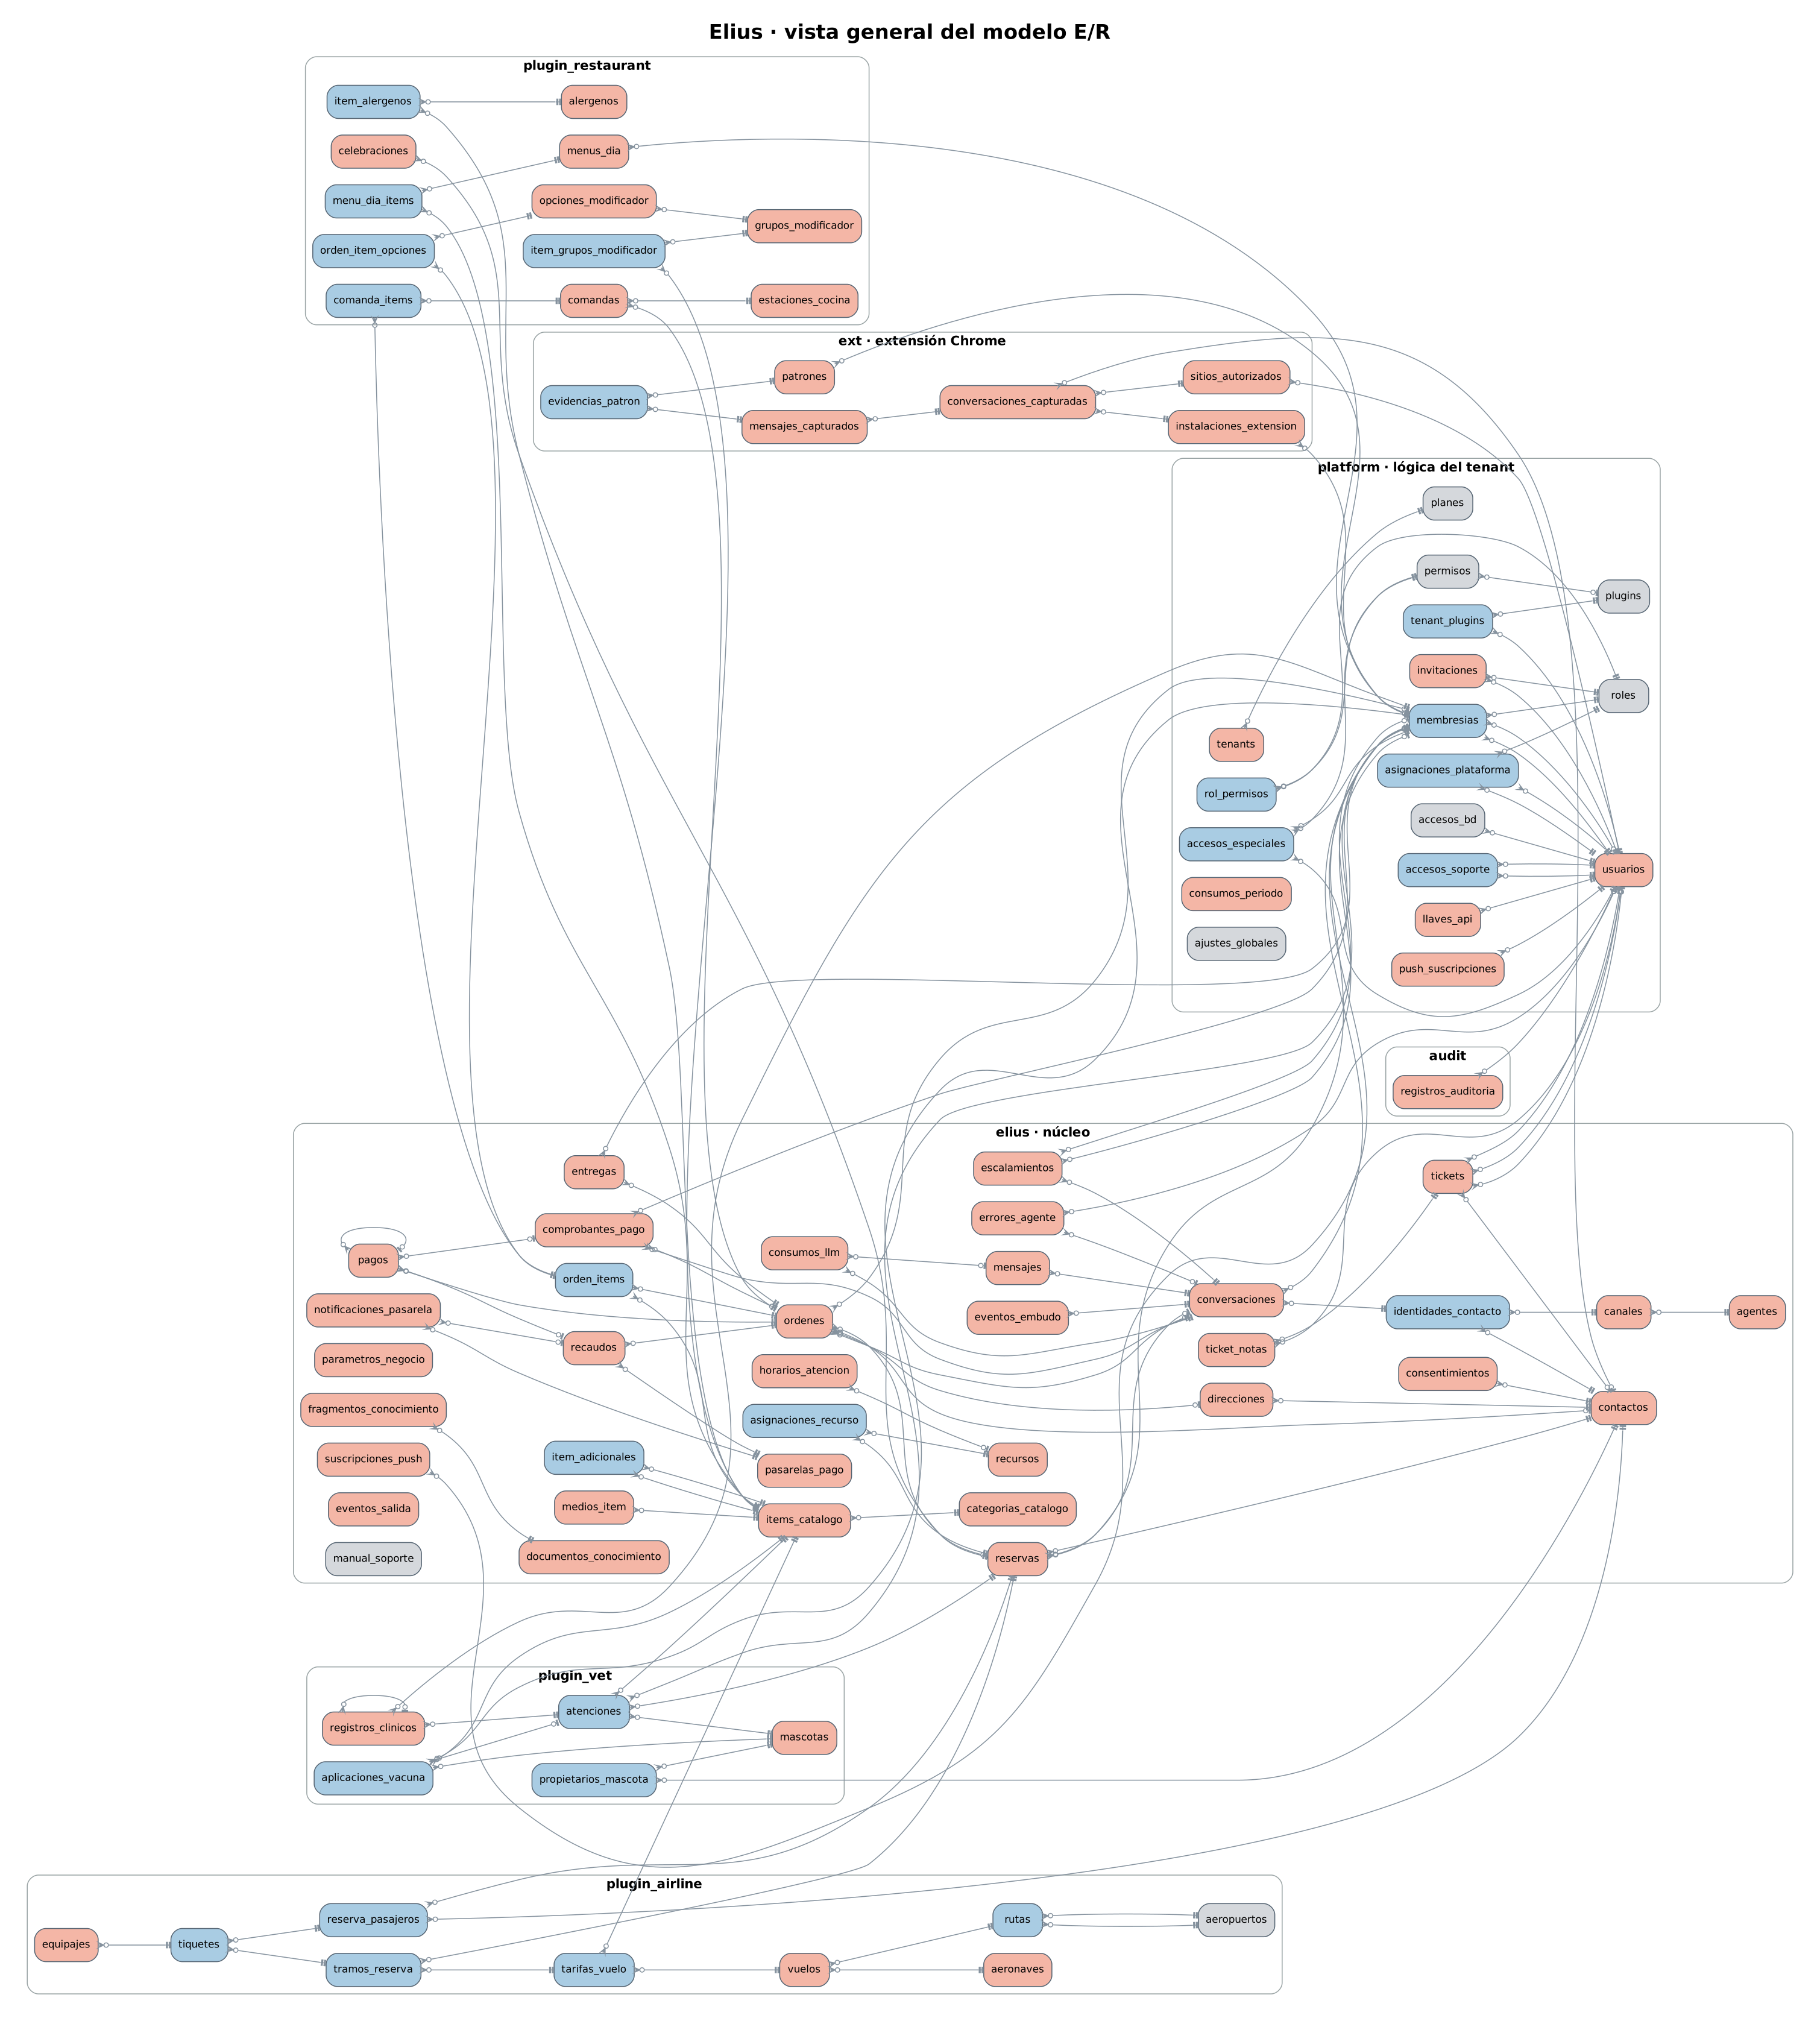 Elius · vista general del modelo E/R
plugin_restaurant
item_alergenos
alergenos
celebraciones
menus_dia
menu_dia_items
opciones_modificador
grupos_modificador
orden_item_opciones
item_grupos_modificador
comanda_items
comandas
estaciones_cocina
ext · extensión Chrome
patrones
sitios_autorizados
evidencias_patron
conversaciones_capturadas
mensajes_capturados
instalaciones_extension
platform · lógica del tenant
planes
permisos
plugins
tenant_plugins
invitaciones
roles
membresias
tenants
asignaciones_plataforma
rol_permisos
accesos_bd
accesos_especiales
accesos_soporte
usuarios
consumos_periodo
llaves_api
ajustes_globales
push_suscripciones
audit
registros_auditoria
elius · núcleo
entregas
escalamientos
tickets
comprobantes_pago
errores_agente
pagos
consumos_llm
mensajes
orden_items
conversaciones
notificaciones_pasarela
ordenes
eventos_embudo
identidades_contacto
canales
agentes
parametros_negocio
recaudos
horarios_atencion
ticket_notas
consentimientos
fragmentos_conocimiento
asignaciones_recurso
direcciones
contactos
suscripciones_push
item_adicionales
pasarelas_pago
recursos
eventos_salida
medios_item
items_catalogo
categorias_catalogo
manual_soporte
documentos_conocimiento
reservas
plugin_vet
registros_clinicos
atenciones
mascotas
aplicaciones_vacuna
propietarios_mascota
plugin_airline
reserva_pasajeros
rutas
aeropuertos
equipajes
tiquetes
tramos_reserva
tarifas_vuelo
vuelos
aeronaves